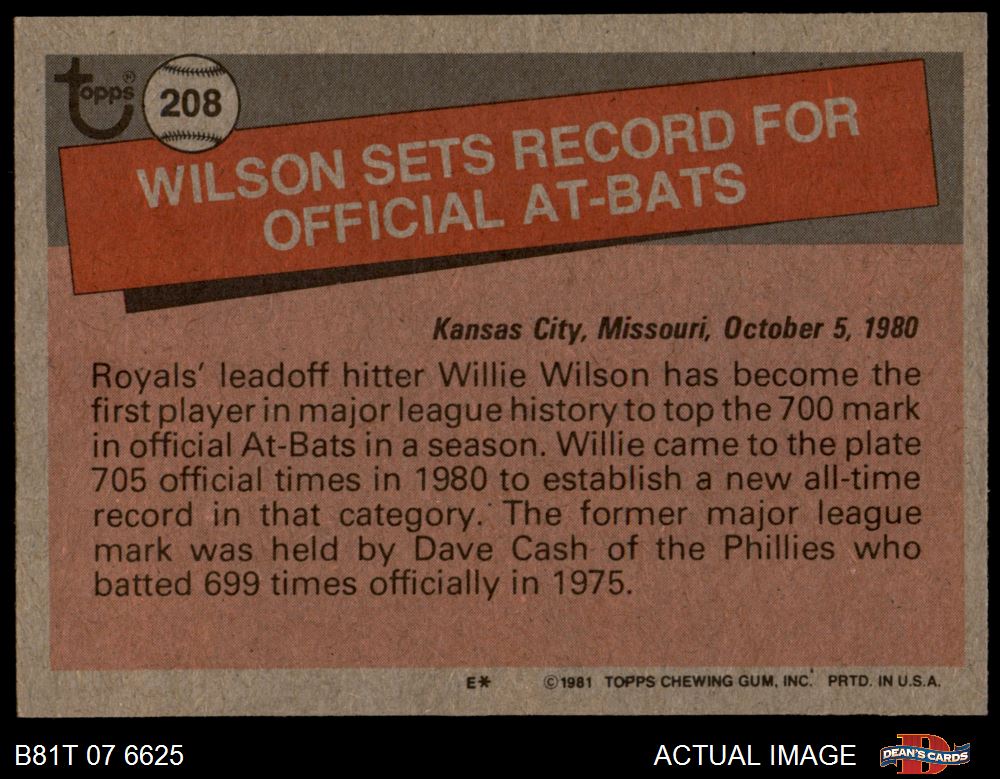 topps®
208
WILSON SETS RECORD FOR
OFFICIAL AT-BATS
Kansas City, Missouri, October 5, 1980
Royals' leadoff hitter Willie Wilson has become the
first player in major league history to top the 700 mark
in official At-Bats in a season. Willie came to the plate
705 official times in 1980 to establish a new all-time
record in that category. The former major league
mark was held by Dave Cash of the Phillies who
batted 699 times officially in 1975.
E* ©1981 TOPPS CHEWING GUM, INC. PRTD. IN U.S.A.
B81T 07 6625 ACTUAL IMAGE D DEAN'S CARDS